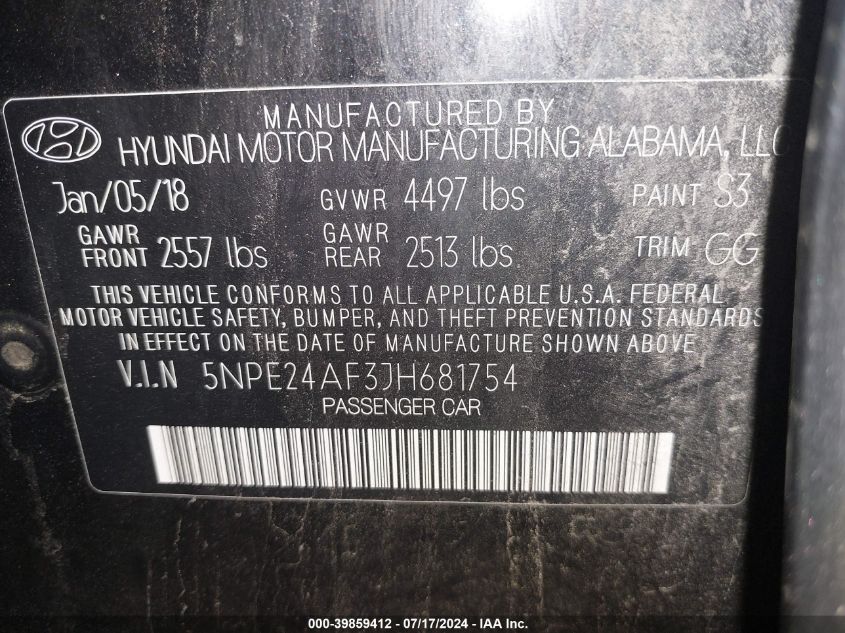 MANUFACTURED BY
HYUNDAI MOTOR MANUFACTURING ALABAMA, LLC
Jan/05/18 GVWR 4497 lbs PAINT S3
GAWR FRONT 2557 lbs GAWR REAR 2513 lbs TRIM GG
THIS VEHICLE CONFORMS TO ALL APPLICABLE U.S.A. FEDERAL
MOTOR VEHICLE SAFETY, BUMPER, AND THEFT PREVENTION STANDARDS
IN EFFECT ON THE DATE OF MANUFACTURE SHOWN ABOVE
V.I.N 5NPE24AF3JH681754
PASSENGER CAR
000-39859412 - 07/17/2024 - IAA Inc.